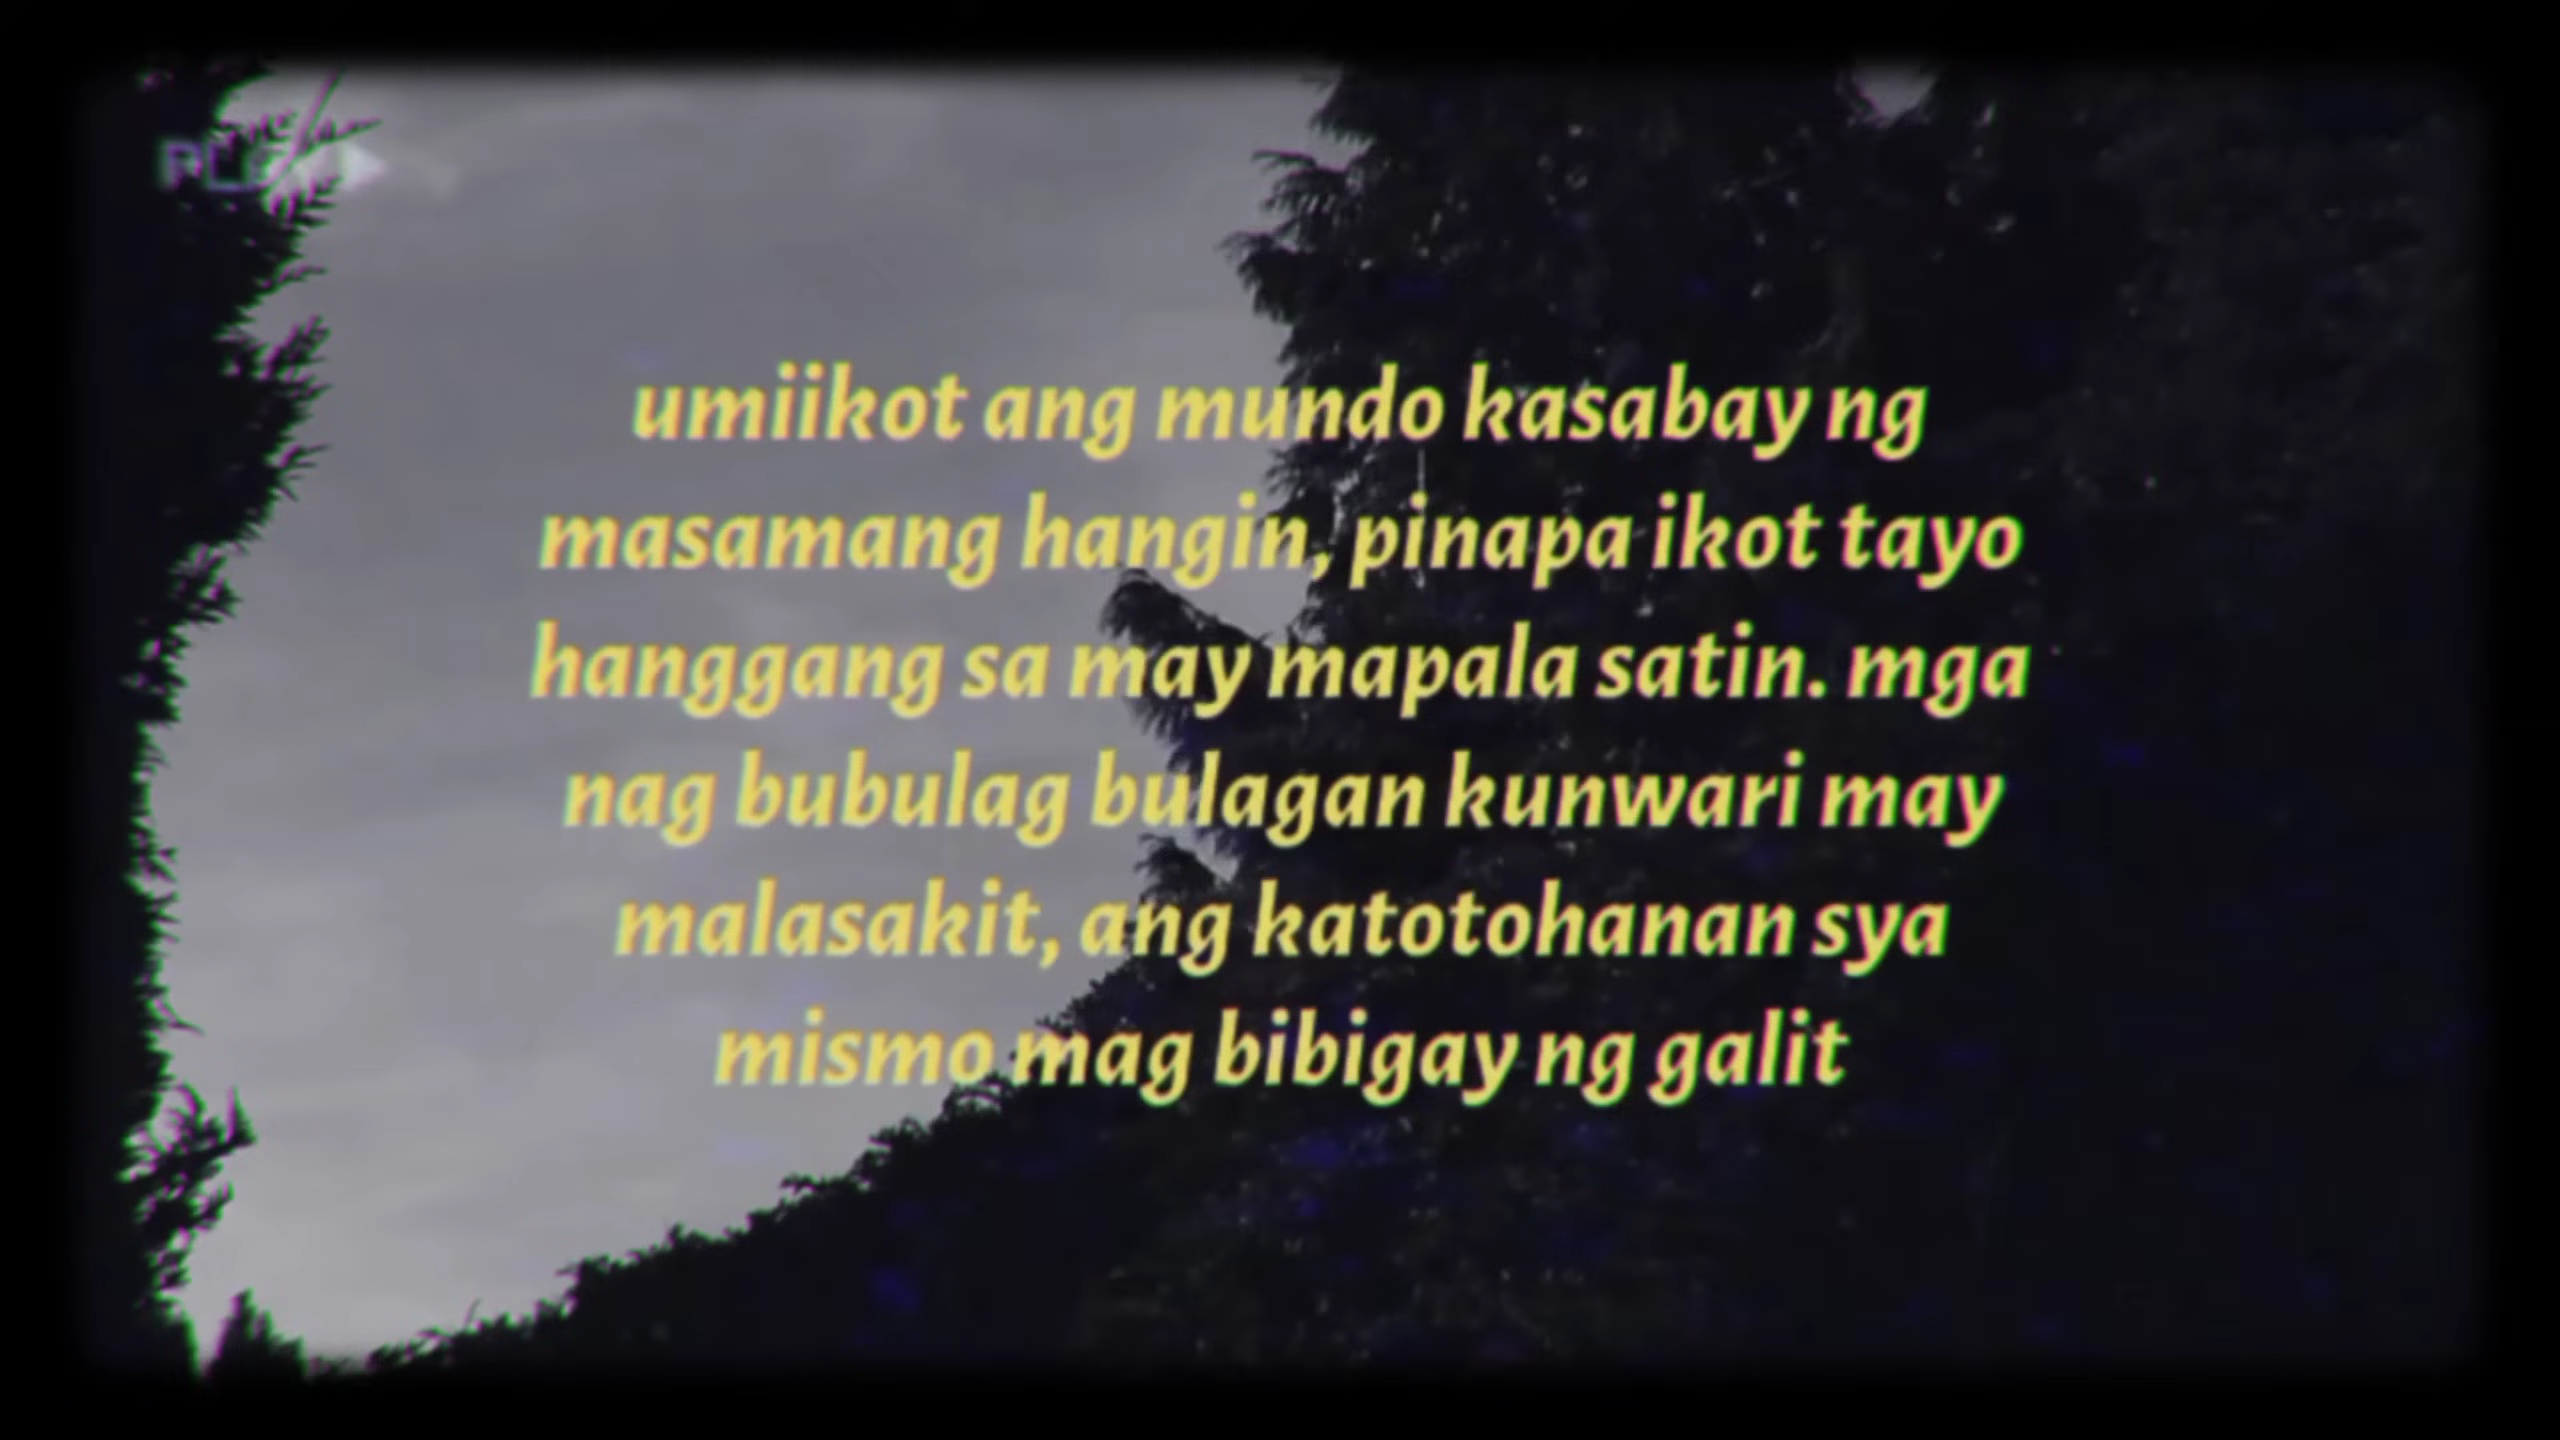 umiikot ang mundo kasabay ng
masamang hangin, pinapa ikot tayo
hanggang sa may mapala satin. mga
nag bubulag bulagan kunwari may
malasakit, ang katotohanan sya
mismo mag bibigay ng galit